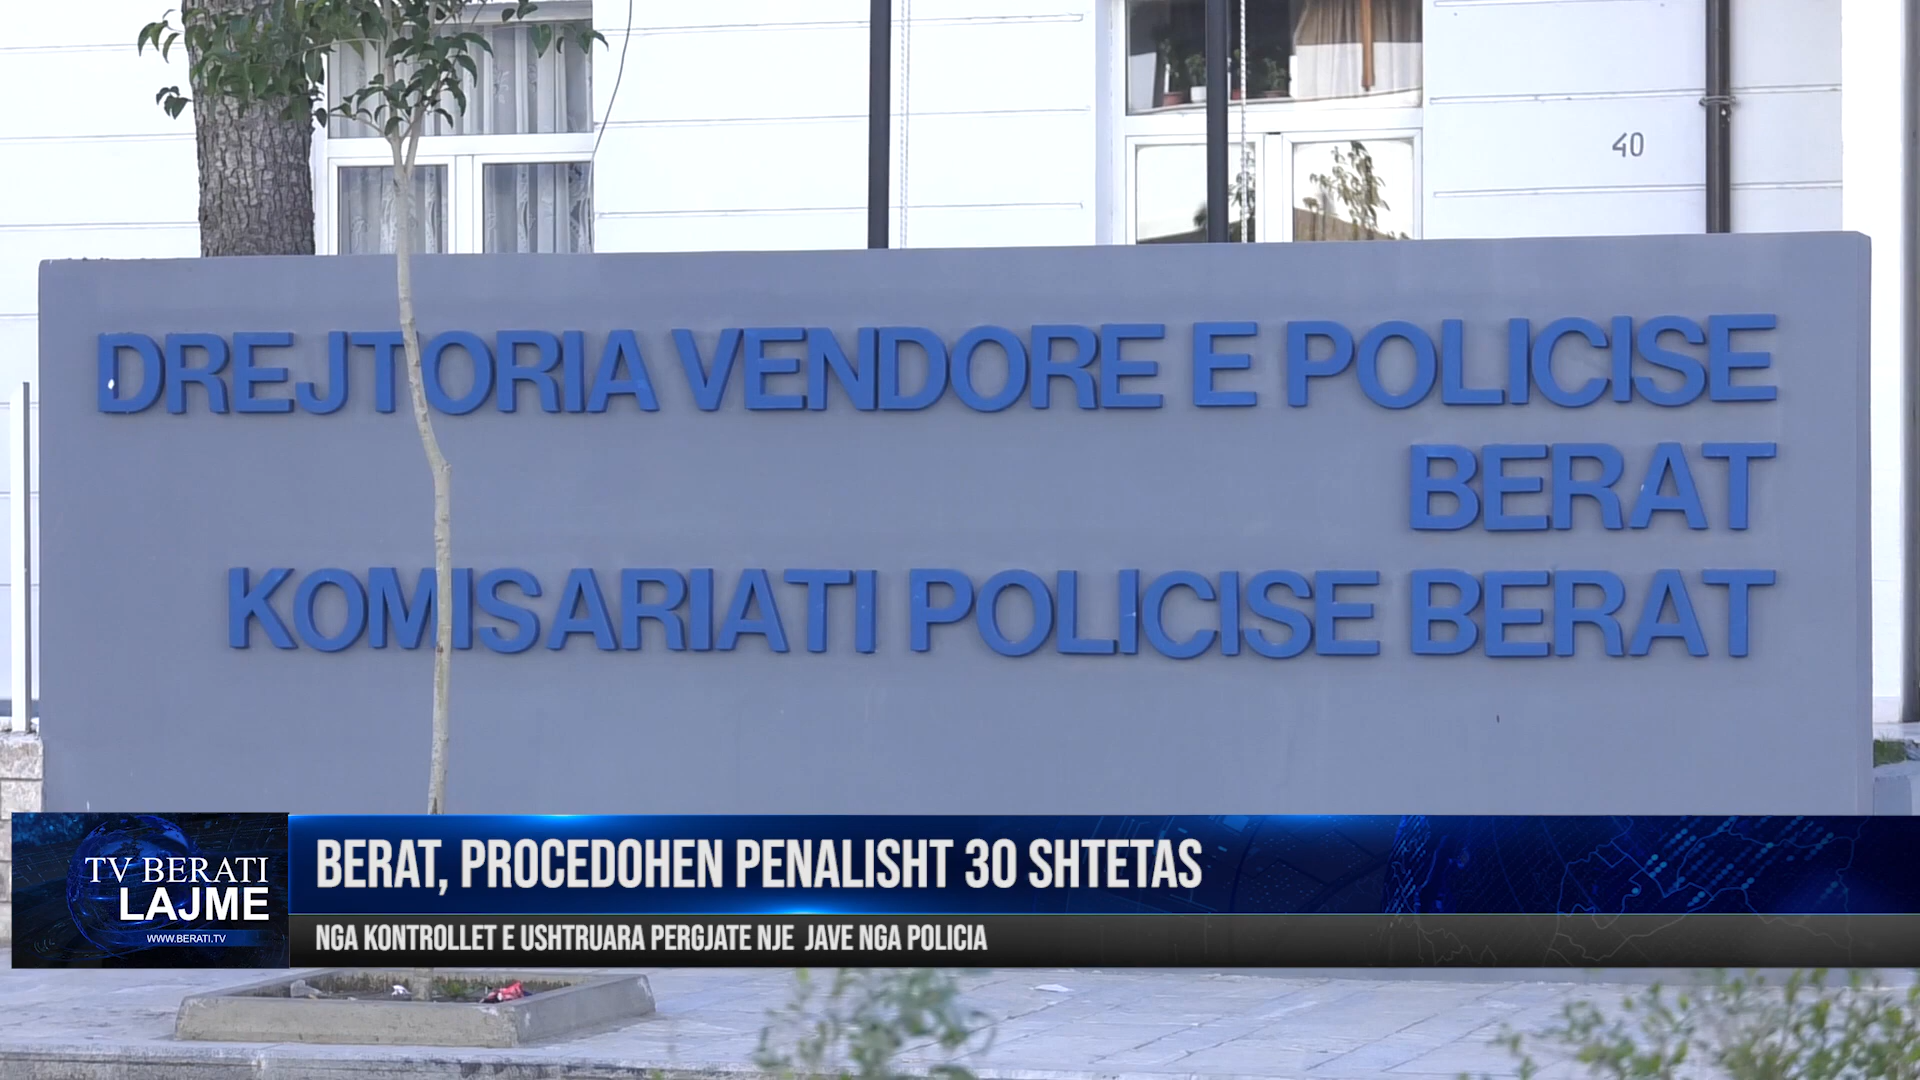 40
DREJTORIA VENDORE E POLICISE
BERAT
KOMISARIATI POLICISE BERAT
TV BERATI
LAJME
WWW.BERATI.TV
BERAT, PROCEDOHEN PENALISHT 30 SHTETAS
NGA KONTROLLET E USHTRUARA PERGJATE NJE  JAVE NGA POLICIA